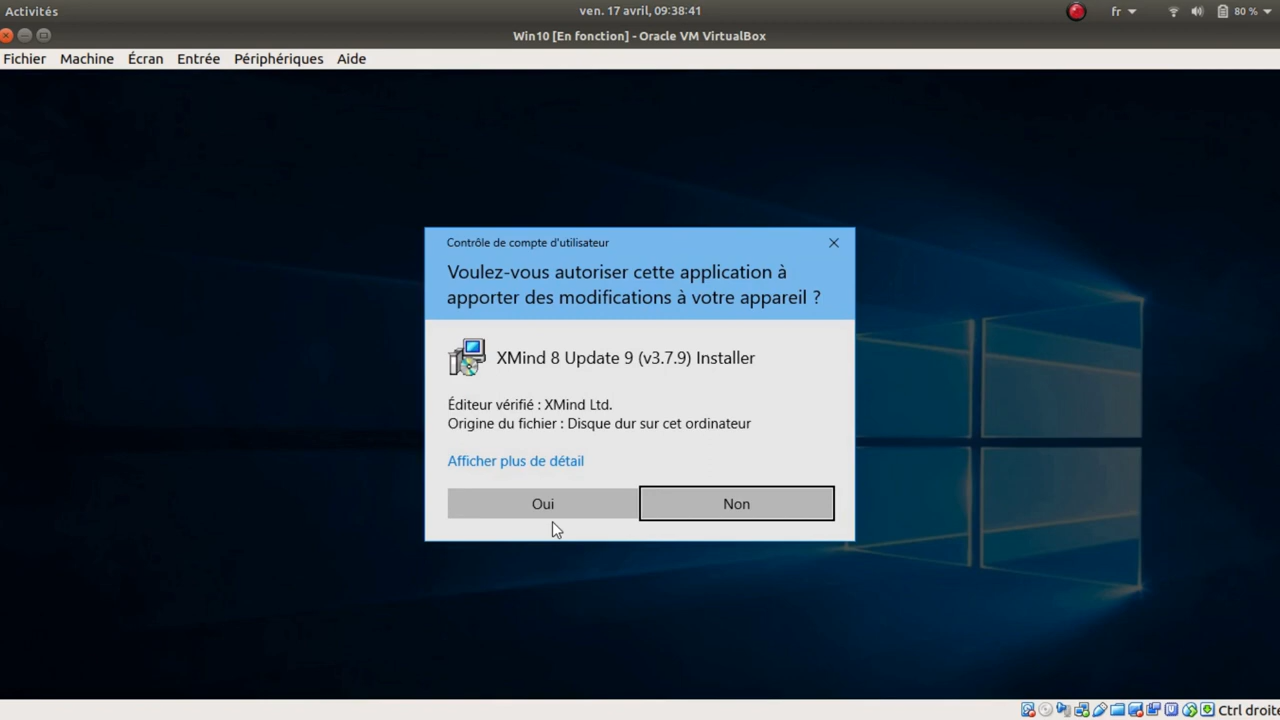 Activités
ven. 17 avril, 09:38:41
fr
80 %
Win10 [En fonction] - Oracle VM VirtualBox
Fichier Machine Écran Entrée Périphériques Aide
Contrôle de compte d'utilisateur
Voulez-vous autoriser cette application à
apporter des modifications à votre appareil ?
XMind 8 Update 9 (v3.7.9) Installer
Éditeur vérifié : XMind Ltd.
Origine du fichier : Disque dur sur cet ordinateur
Afficher plus de détail
Oui
Non
Ctrl droite